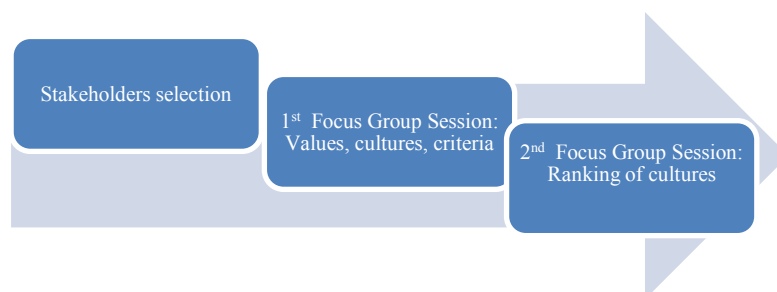 Stakeholders selection
1st Focus Group Session:
Values, cultures, criteria
2nd Focus Group Session:
Ranking of cultures